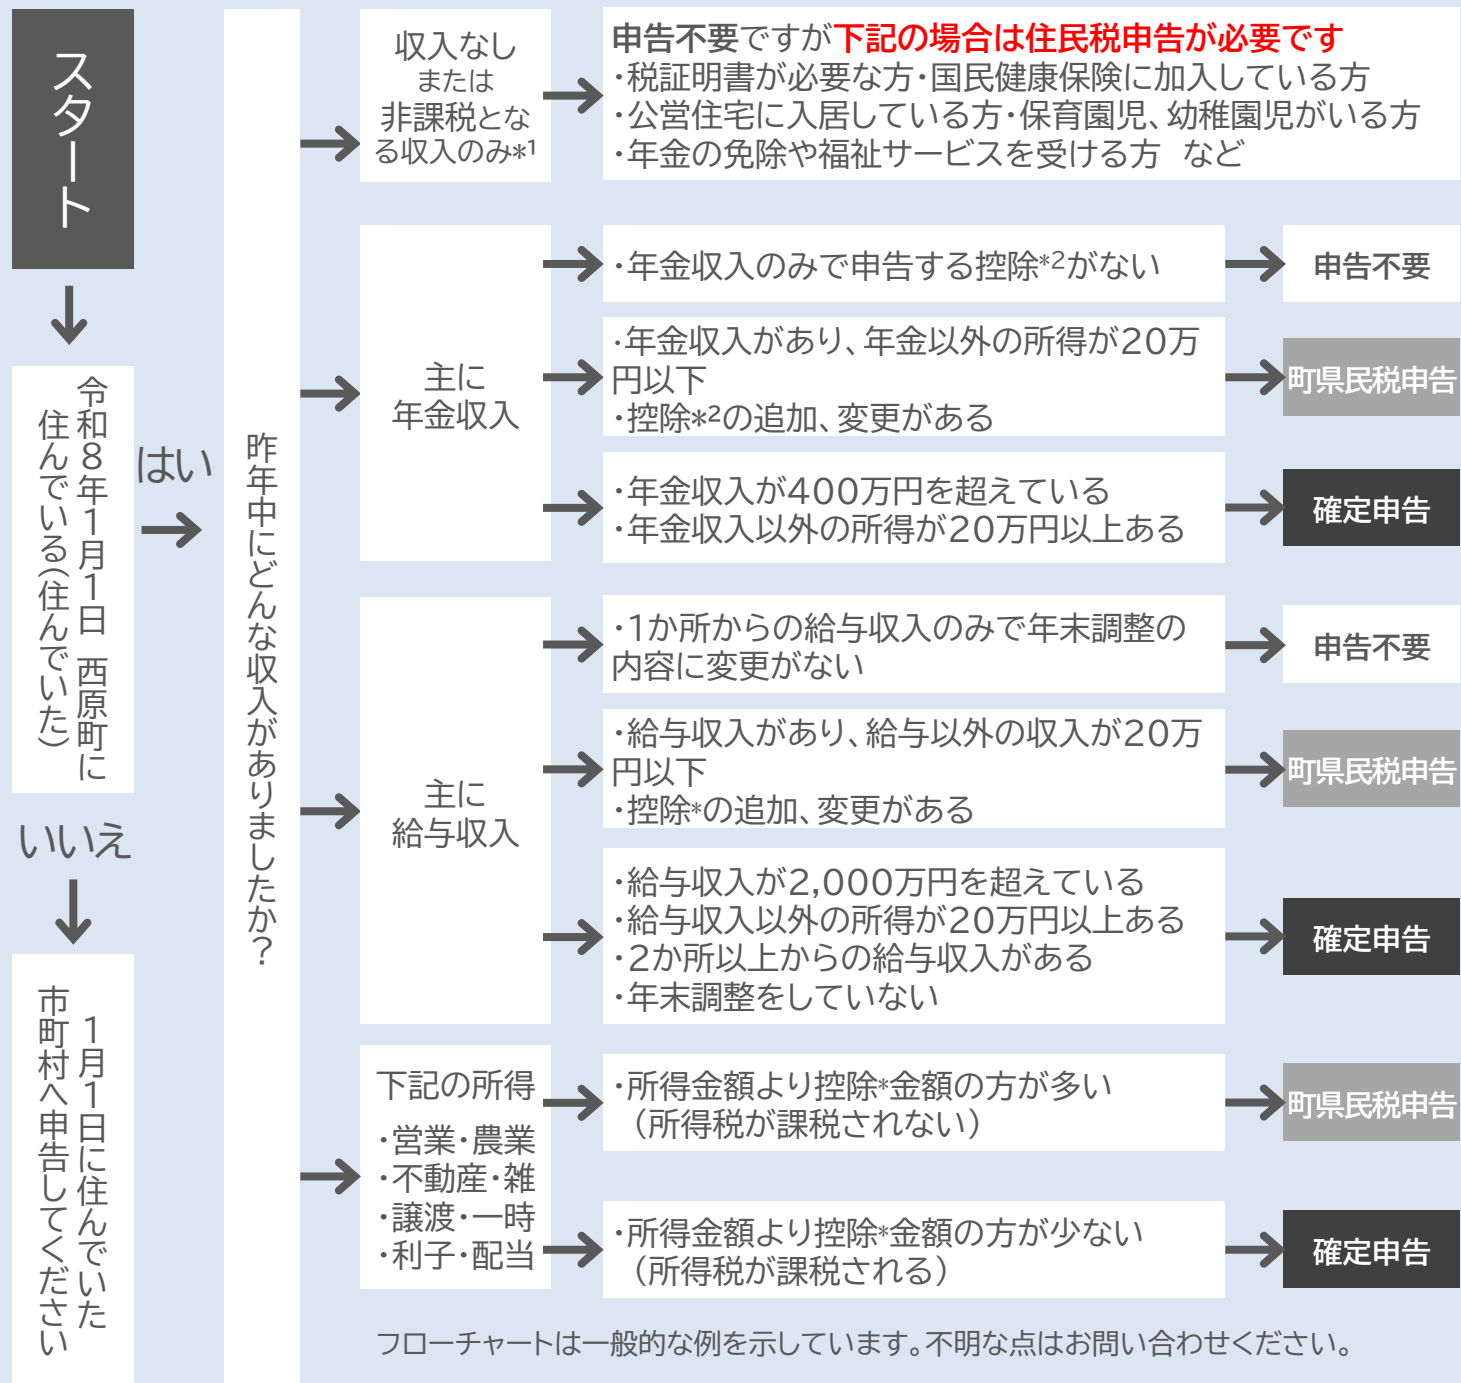 スタート
令和8年1月1日 西原町に
住んでいる(住んでいた)
はい
いいえ
1月1日に住んでいた
市町村へ申告してください
昨年中にどんな収入がありましたか?
収入なし
または
非課税とな
る収入のみ*1
申告不要ですが下記の場合は住民税申告が必要です
・税証明書が必要な方・国民健康保険に加入している方
・公営住宅に入居している方・保育園児、幼稚園児がいる方
・年金の免除や福祉サービスを受ける方 など
主に
年金収入
・年金収入のみで申告する控除*2がない
申告不要
・年金収入があり、年金以外の所得が20万
円以下
・控除*2の追加、変更がある
町県民税申告
・年金収入が400万円を超えている
・年金収入以外の所得が20万円以上ある
確定申告
主に
給与収入
・1か所からの給与収入のみで年末調整の
内容に変更がない
申告不要
・給与収入があり、給与以外の収入が20万
円以下
・控除*の追加、変更がある
町県民税申告
・給与収入が2,000万円を超えている
・給与収入以外の所得が20万円以上ある
・2か所以上からの給与収入がある
・年末調整をしていない
確定申告
下記の所得
・営業・農業
・不動産・雑
・譲渡・一時
・利子・配当
・所得金額より控除*金額の方が多い
(所得税が課税されない)
町県民税申告
・所得金額より控除*金額の方が少ない
(所得税が課税される)
確定申告
フローチャートは一般的な例を示しています。不明な点はお問い合わせください。